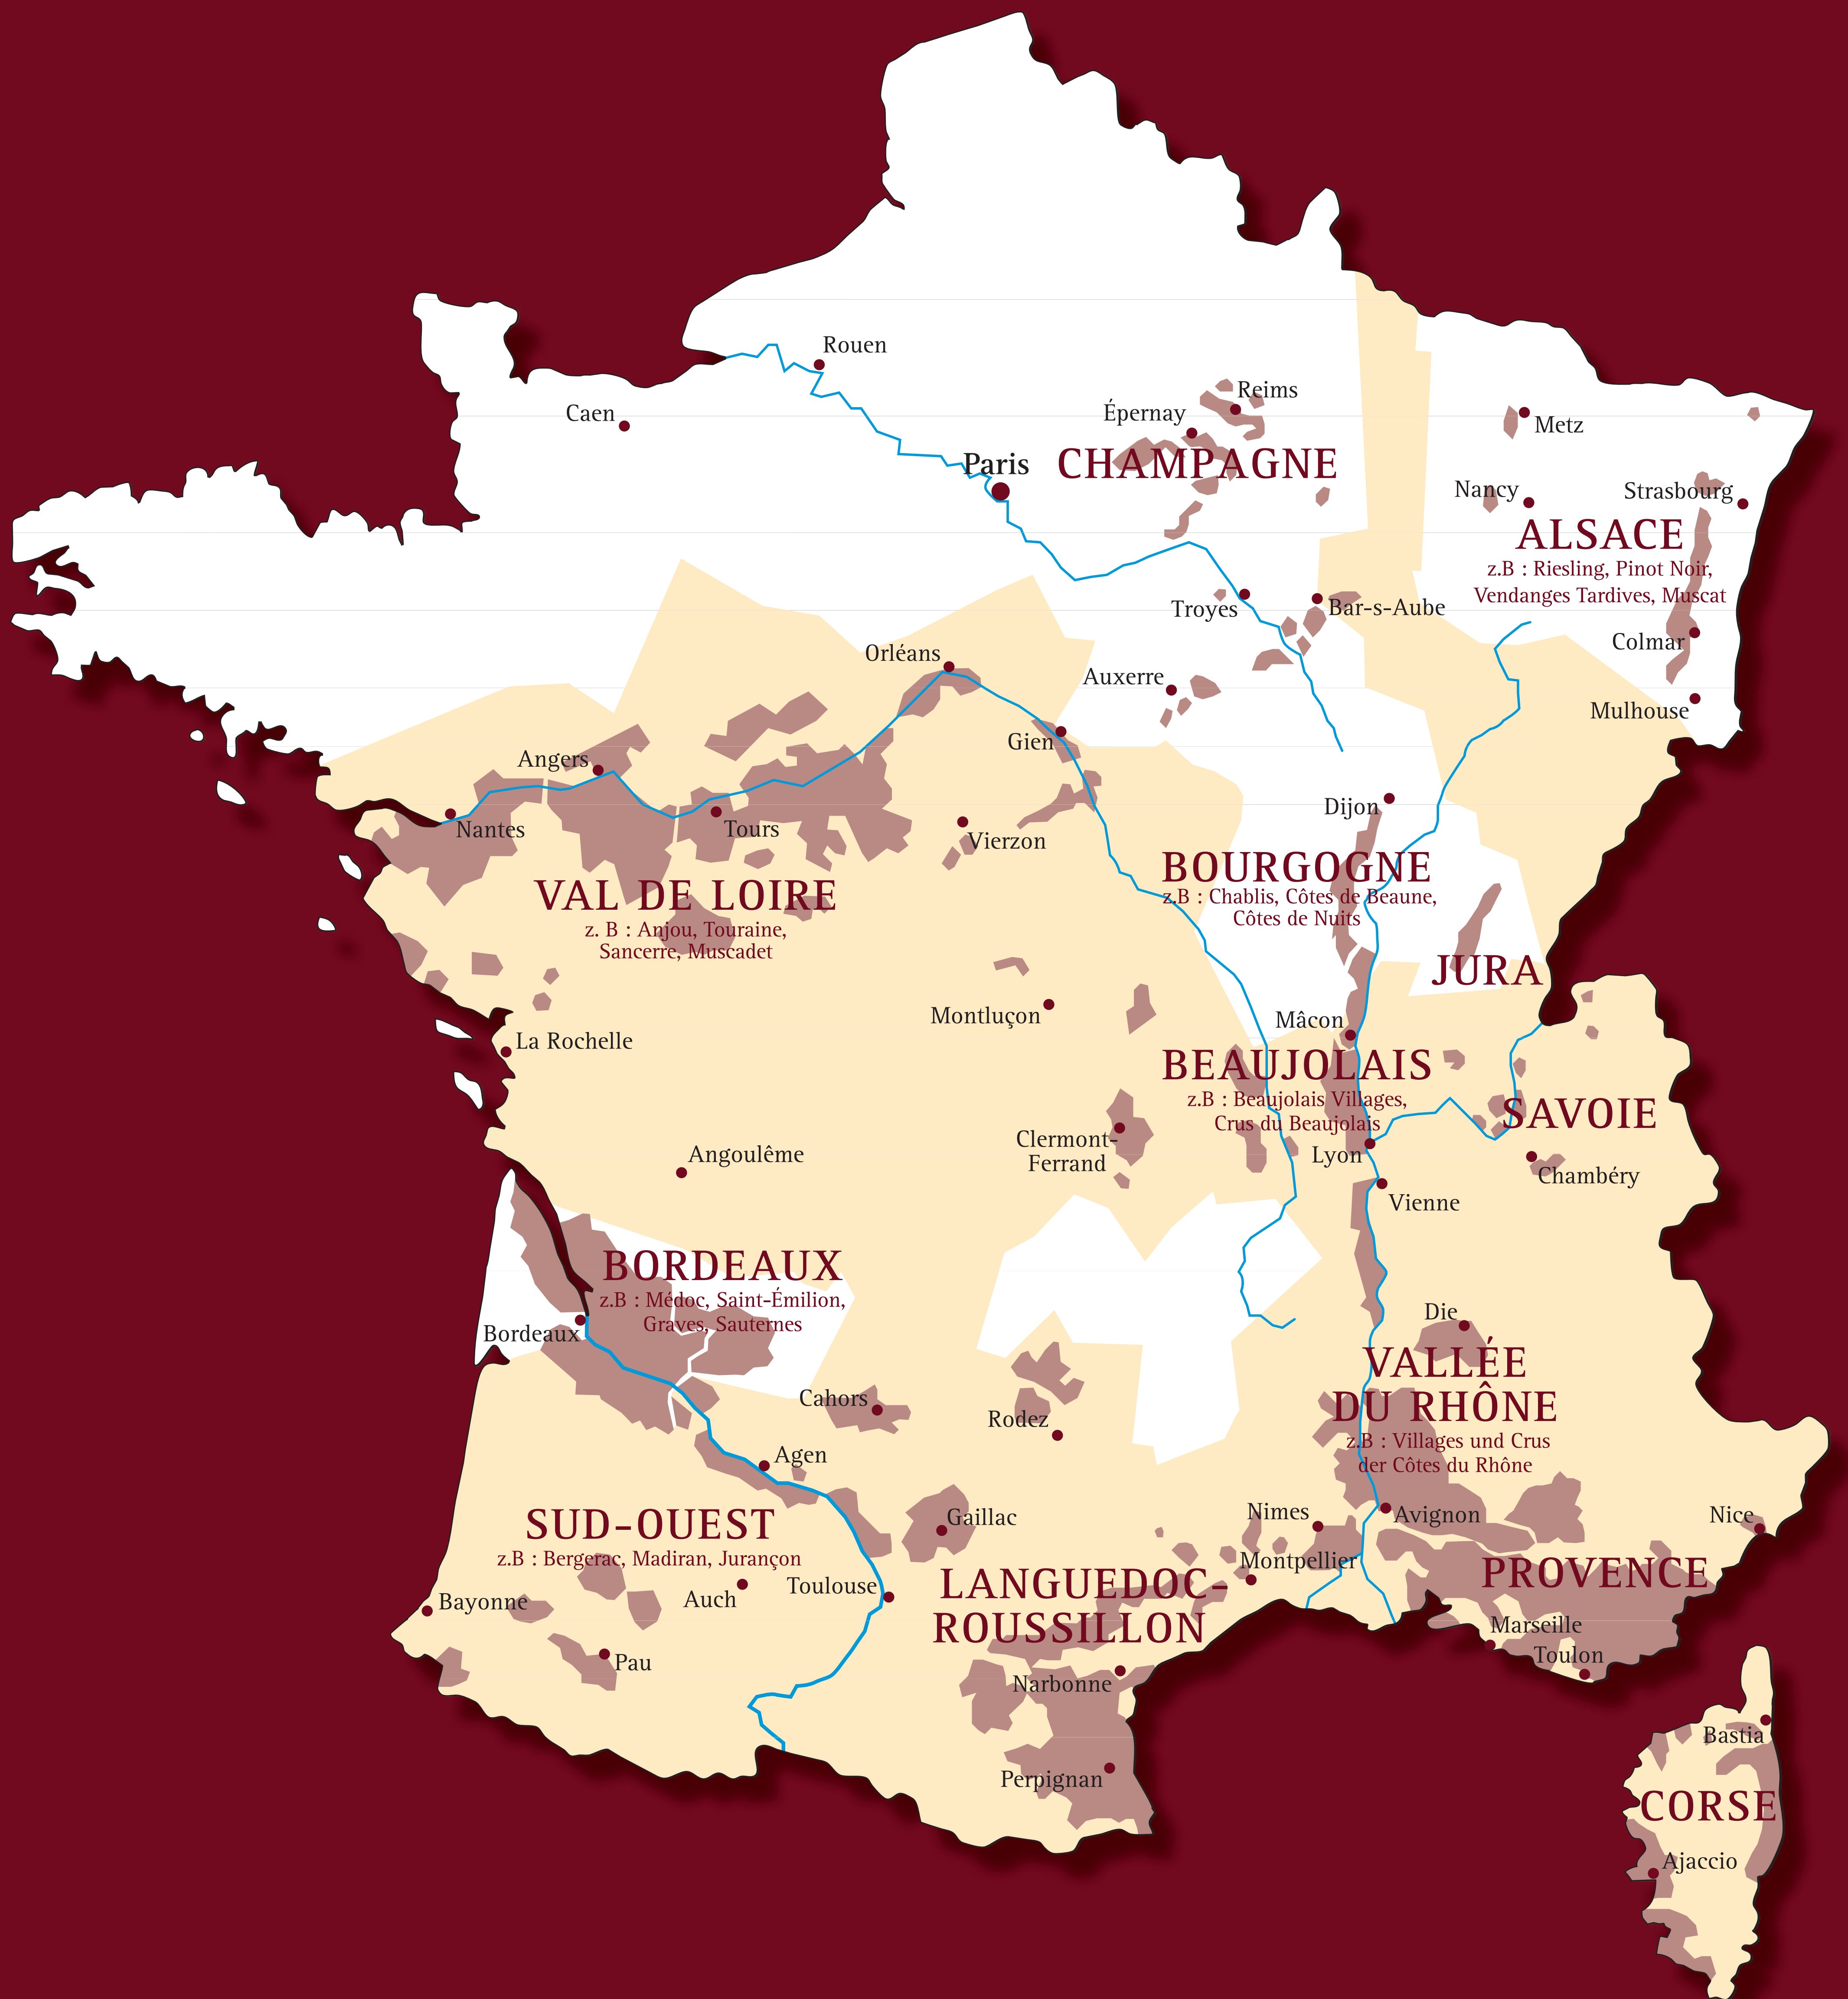 Rouen
Reims
Caen
Épernay
Metz
Paris
CHAMPAGNE
Nancy
Strasbourg
ALSACE
z.B : Riesling, Pinot Noir,
Vendanges Tardives, Muscat
Troyes
Bar-s-Aube
Colmar
Orléans
Auxerre
Mulhouse
Gien
Angers
Dijon
Nantes
Tours
Vierzon
BOURGOGNE
z.B : Chablis, Côtes de Beaune,
Côtes de Nuits
VAL DE LOIRE
z. B : Anjou, Touraine,
Sancerre, Muscadet
JURA
Montluçon
Mâcon
La Rochelle
BEAUJOLAIS
z.B : Beaujolais Villages,
Crus du Beaujolais
SAVOIE
Clermont-
Ferrand
Angoulême
Lyon
Chambéry
Vienne
BORDEAUX
z.B : Médoc, Saint-Émilion,
Graves, Sauternes
Bordeaux
Die
VALLÉE
DU RHÔNE
z.B : Villages und Crus
der Côtes du Rhône
Cahors
Rodez
Agen
SUD-OUEST
z.B : Bergerac, Madiran, Jurançon
Gaillac
Nimes
Avignon
Nice
Montpellier
PROVENCE
LANGUEDOC-
ROUSSILLON
Toulouse
Auch
Bayonne
Marseille
Toulon
Pau
Narbonne
Bastia
Perpignan
CORSE
Ajaccio